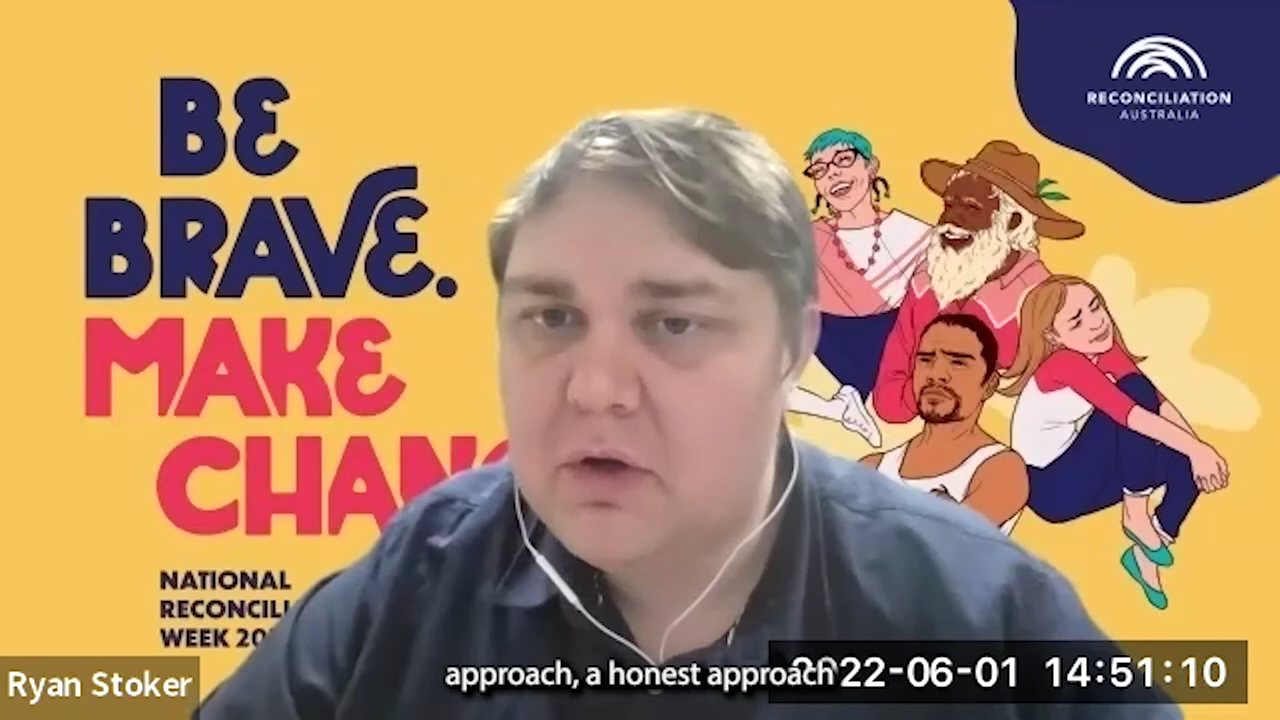 BE
BRAVE.
MAKE
CHAN
NATIONAL
RECONCILI
WEEK 20
RECONCILIATION
AUSTRALIA
approach, a honest approach
2022-06-01 14:51:10
Ryan Stoker